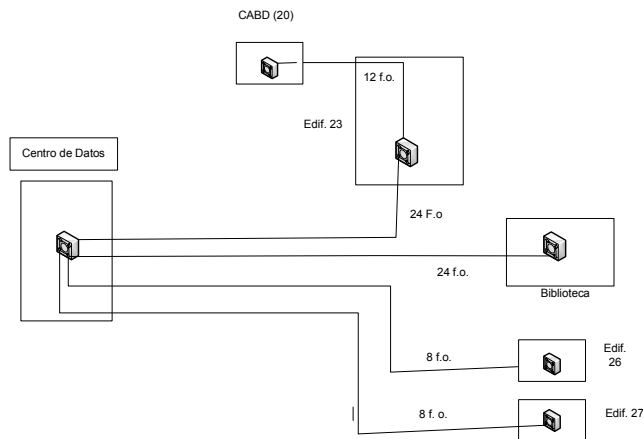 CABD (20)
12 f.o.
Edif. 23
Centro de Datos
24 F.o
24 f.o.
Biblioteca
8 f.o.
Edif.
26
8 f. o.
Edif. 27